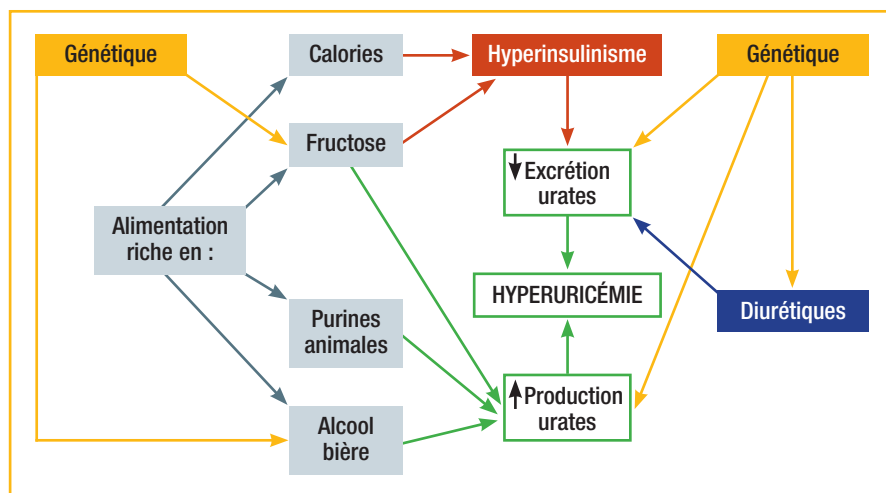 Génétique
Calories
Hyperinsulinisme
Génétique
Fructose
↓ Excrétion
urates
Alimentation
riche en :
HYPERURICÉMIE
Diurétiques
Purines
animales
↑ Production
urates
Alcool
bière